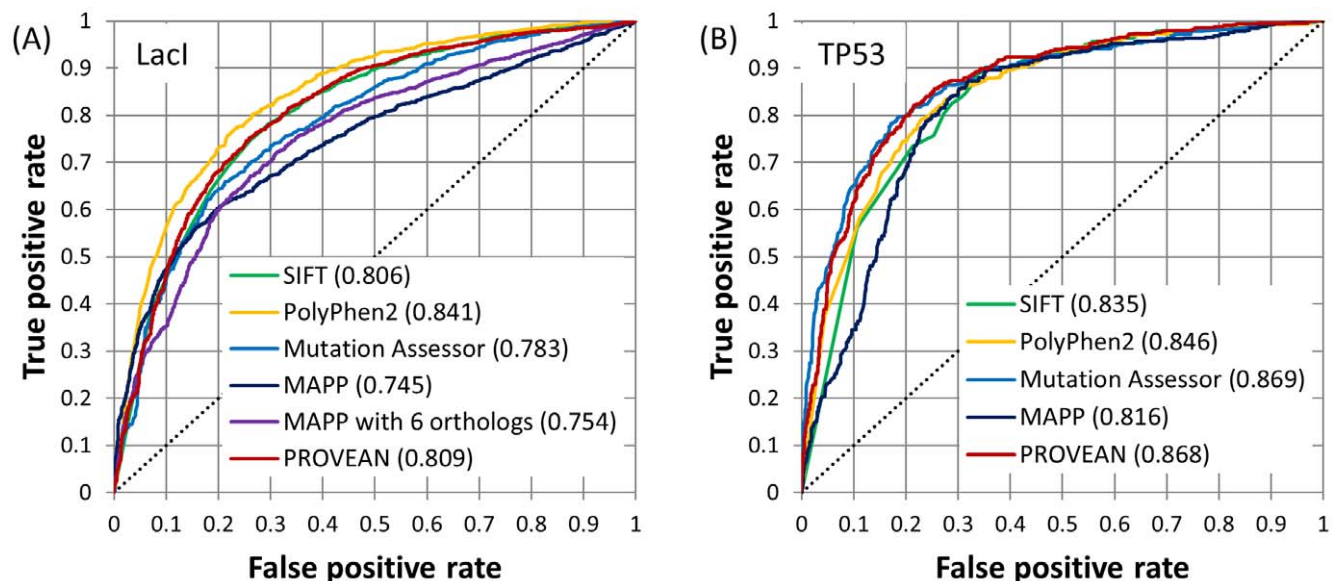 (A)
LacI
True positive rate
1
0.9
0.8
0.7
0.6
0.5
0.4
0.3
0.2
0.1
0
SIFT (0.806)
PolyPhen2 (0.841)
Mutation Assessor (0.783)
MAPP (0.745)
MAPP with 6 orthologs (0.754)
PROVEAN (0.809)
0 0.1 0.2 0.3 0.4 0.5 0.6 0.7 0.8 0.9 1
False positive rate
(B)
TP53
True positive rate
1
0.9
0.8
0.7
0.6
0.5
0.4
0.3
0.2
0.1
0
SIFT (0.835)
PolyPhen2 (0.846)
Mutation Assessor (0.869)
MAPP (0.816)
PROVEAN (0.868)
0 0.1 0.2 0.3 0.4 0.5 0.6 0.7 0.8 0.9 1
False positive rate